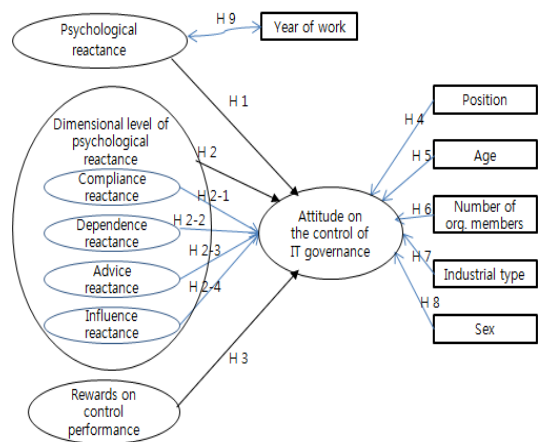 Psychological
reactance
H 9
Year of work
H 1
Dimensional level of
psychological
reactance
H 2
Compliance
reactance
H 2-1
Dependence
reactance
H 2-2
Advice
reactance
H 2-3
Influence
reactance
H 2-4
Rewards on
control
performance
H 3
Attitude on
the control of
IT governance
H 4
Position
H 5
Age
H 6
Number of
org. members
H 7
Industrial type
H 8
Sex